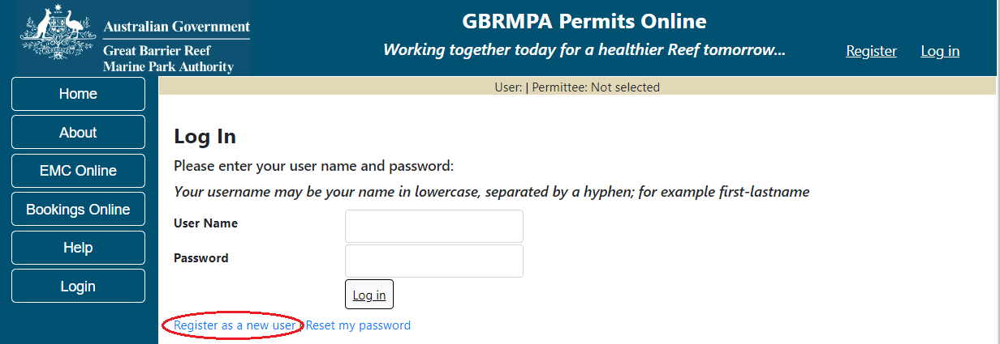 Australian Government
Great Barrier Reef
Marine Park Authority
GBRMPA Permits Online
Working together today for a healthier Reef tomorrow...
Register Log in
Home
About
EMC Online
Bookings Online
Help
Login
User: | Permittee: Not selected
Log In
Please enter your user name and password:
Your username may be your name in lowercase, separated by a hyphen; for example first-lastname
User Name
Password
Log in
Register as a new user | Reset my password